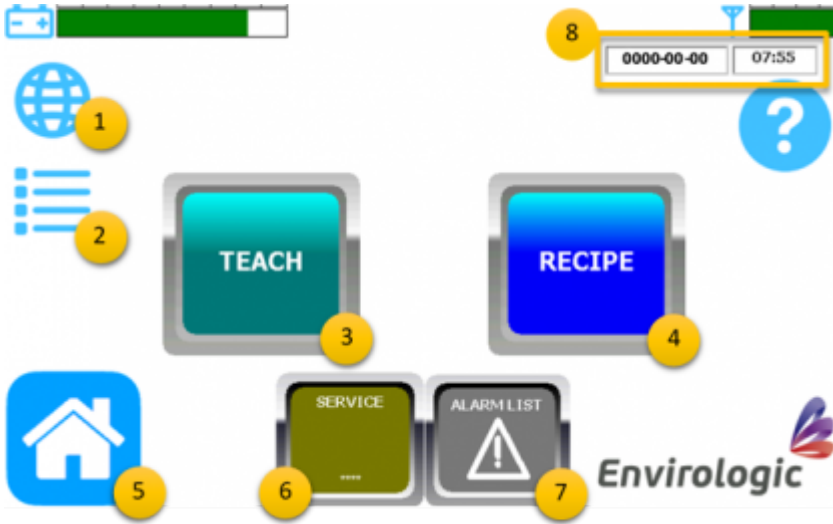 8
0000-00-00 07:55
1
?
2
TEACH
RECIPE
3
4
SERVICE
ALARM LIST
....
!
5
6
7
Envirologic